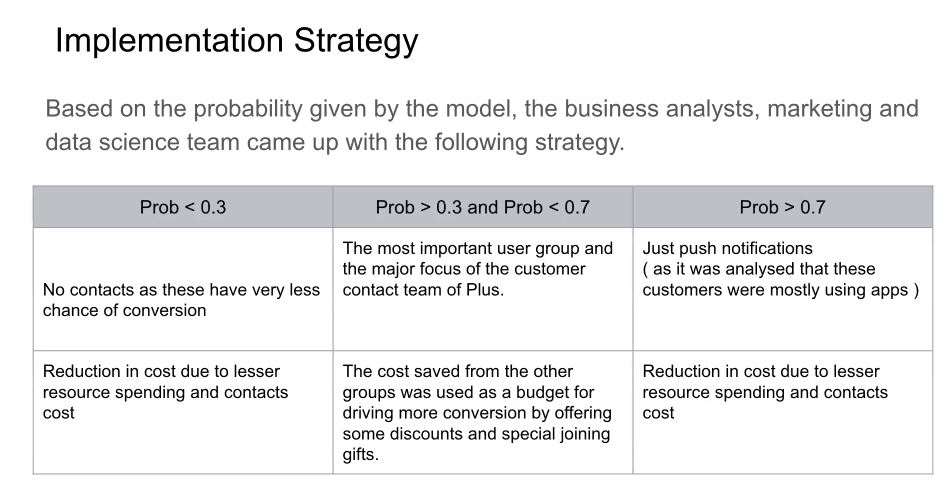 Implementation Strategy
Based on the probability given by the model, the business analysts, marketing and
data science team came up with the following strategy.
Prob < 0.3
Prob > 0.3 and Prob < 0.7
Prob > 0.7
No contacts as these have very less
chance of conversion
The most important user group and
the major focus of the customer
contact team of Plus.
Just push notifications
( as it was analysed that these
customers were mostly using apps )
Reduction in cost due to lesser
resource spending and contacts
cost
The cost saved from the other
groups was used as a budget for
driving more conversion by offering
some discounts and special joining
gifts.
Reduction in cost due to lesser
resource spending and contacts
cost